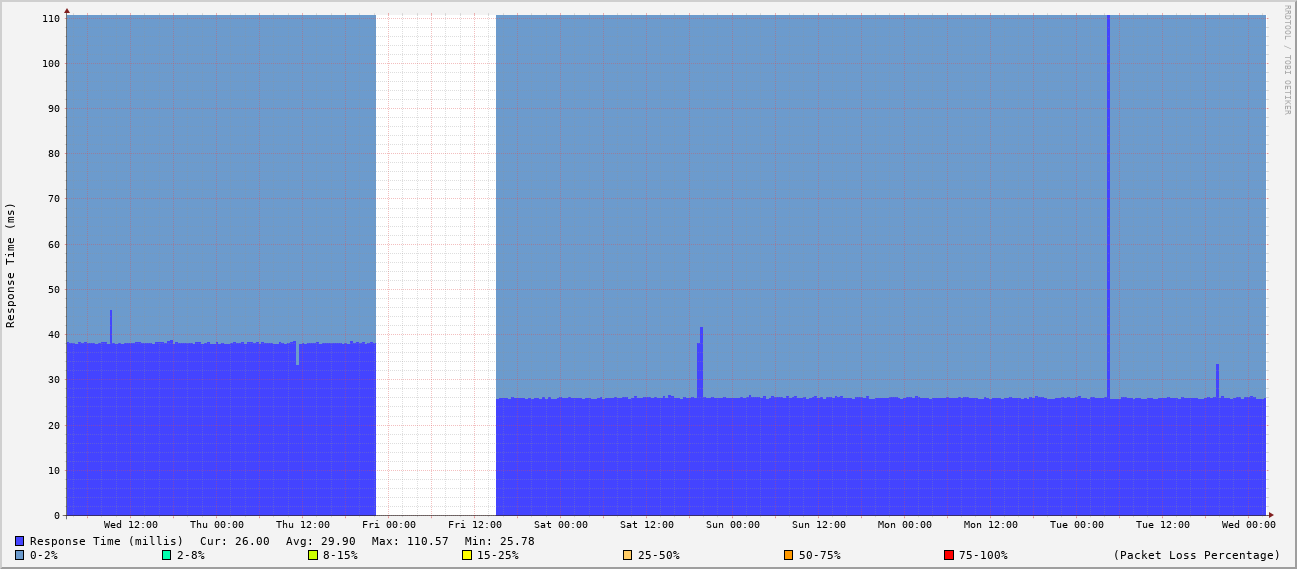 RRDTOOL / TOBI OETIKER
Response Time (ms)
110
100
90
80
70
60
50
40
30
20
10
0
Wed 12:00 Thu 00:00 Thu 12:00 Fri 00:00 Fri 12:00 Sat 00:00 Sat 12:00 Sun 00:00 Sun 12:00 Mon 00:00 Mon 12:00 Tue 00:00 Tue 12:00 Wed 00:00
Response Time (millis) Cur: 26.00 Avg: 29.90 Max: 110.57 Min: 25.78
0-2% 2-8% 8-15% 15-25% 25-50% 50-75% 75-100% (Packet Loss Percentage)